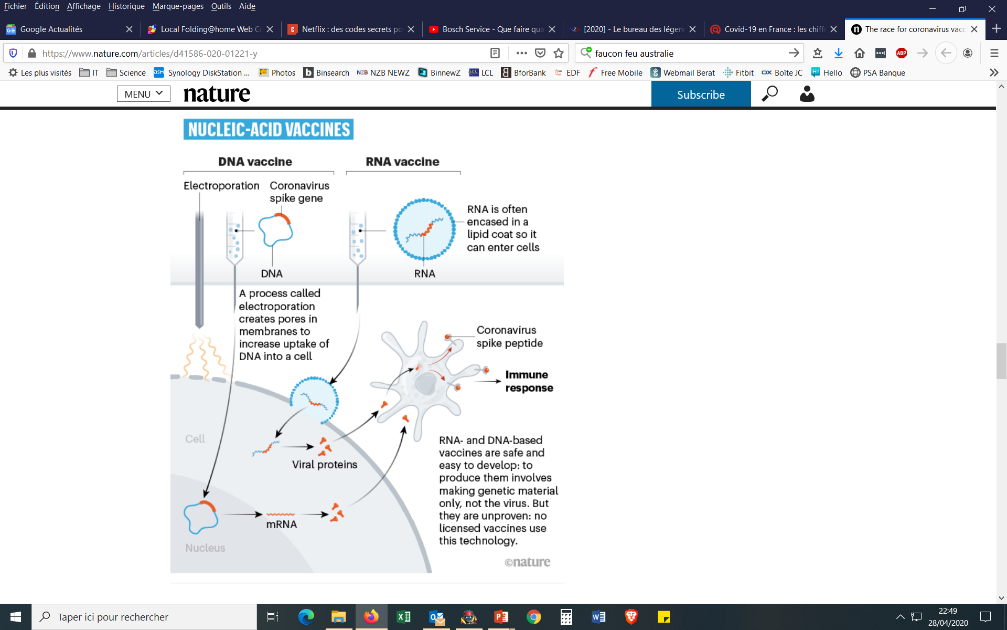 Fichier Édition Affichage Historique Marque-pages Outils Aide
Google Actualités
Local Folding@home Web C
Netflix : des codes secrets po
Bosch Service - Que faire qua
[2020] - Le bureau des légen
Covid-19 en France : les chiff
The race for coronavirus vacc
https://www.nature.com/articles/d41586-020-01221-y
faucon feu australie
Les plus visités IT Science Synology DiskStation ... Photos Binsearch NZB NEWZ BinnewZ LCL BforBank EDF Free Mobile Webmail Berat Fitbit Boîte JC Hello PSA Banque
MENU nature Subscribe
NUCLEIC-ACID VACCINES
DNA vaccine
RNA vaccine
Electroporation
Coronavirus
spike gene
RNA is often
encased in a
lipid coat so it
can enter cells
DNA
RNA
A process called
electroporation
creates pores in
membranes to
increase uptake of
DNA into a cell
Coronavirus
spike peptide
Immune
response
Cell
Viral proteins
RNA- and DNA-based
vaccines are safe and
easy to develop: to
produce them involves
making genetic material
only, not the virus. But
they are unproven: no
licensed vaccines use
this technology.
mRNA
Nucleus
©nature
Taper ici pour rechercher
22:49
28/04/2020